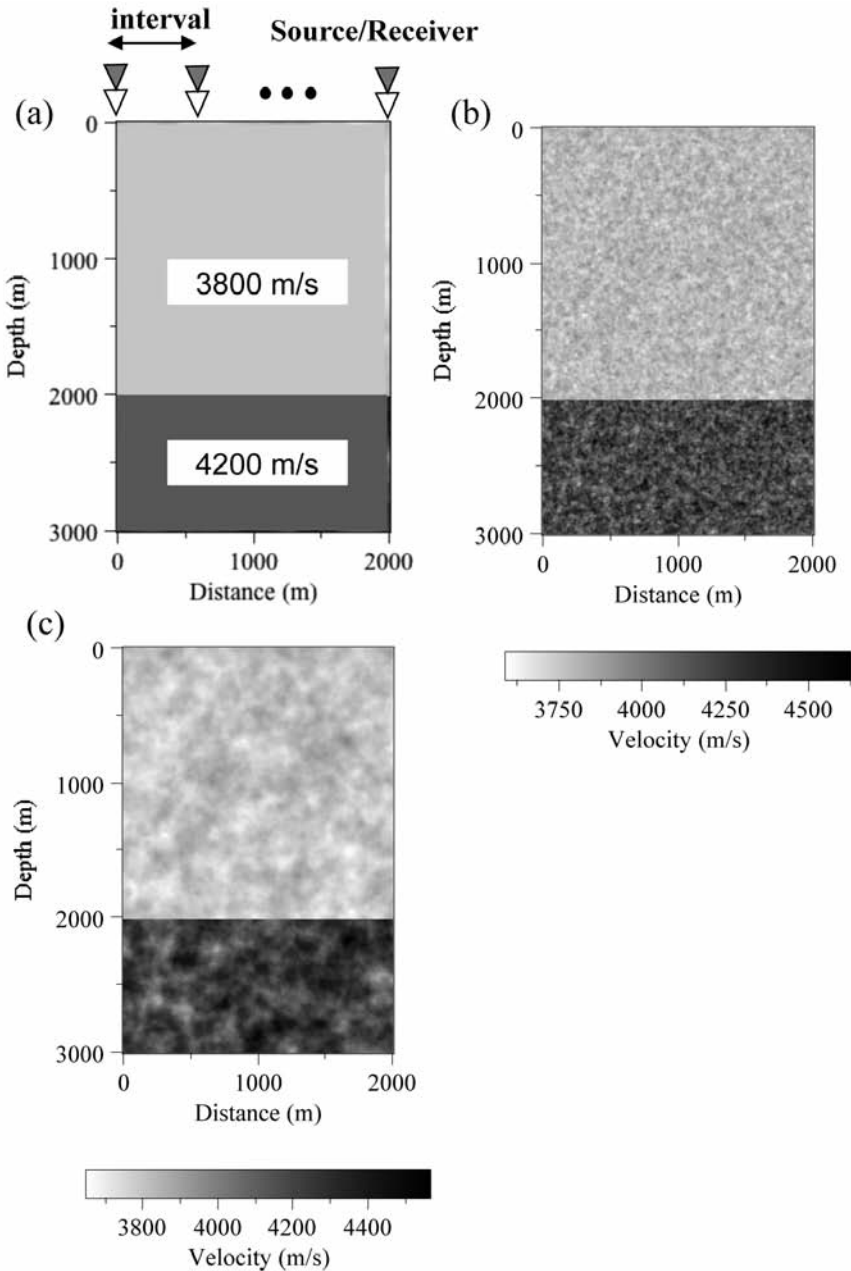 interval
Source/Receiver
(a)
0
1000
2000
3000
Depth (m)
3800 m/s
4200 m/s
0 1000 2000
Distance (m)
(b)
0
1000
2000
3000
Depth (m)
0 1000 2000
Distance (m)
3750 4000 4250 4500
Velocity (m/s)
(c)
0
1000
2000
3000
Depth (m)
0 1000 2000
Distance (m)
3800 4000 4200 4400
Velocity (m/s)